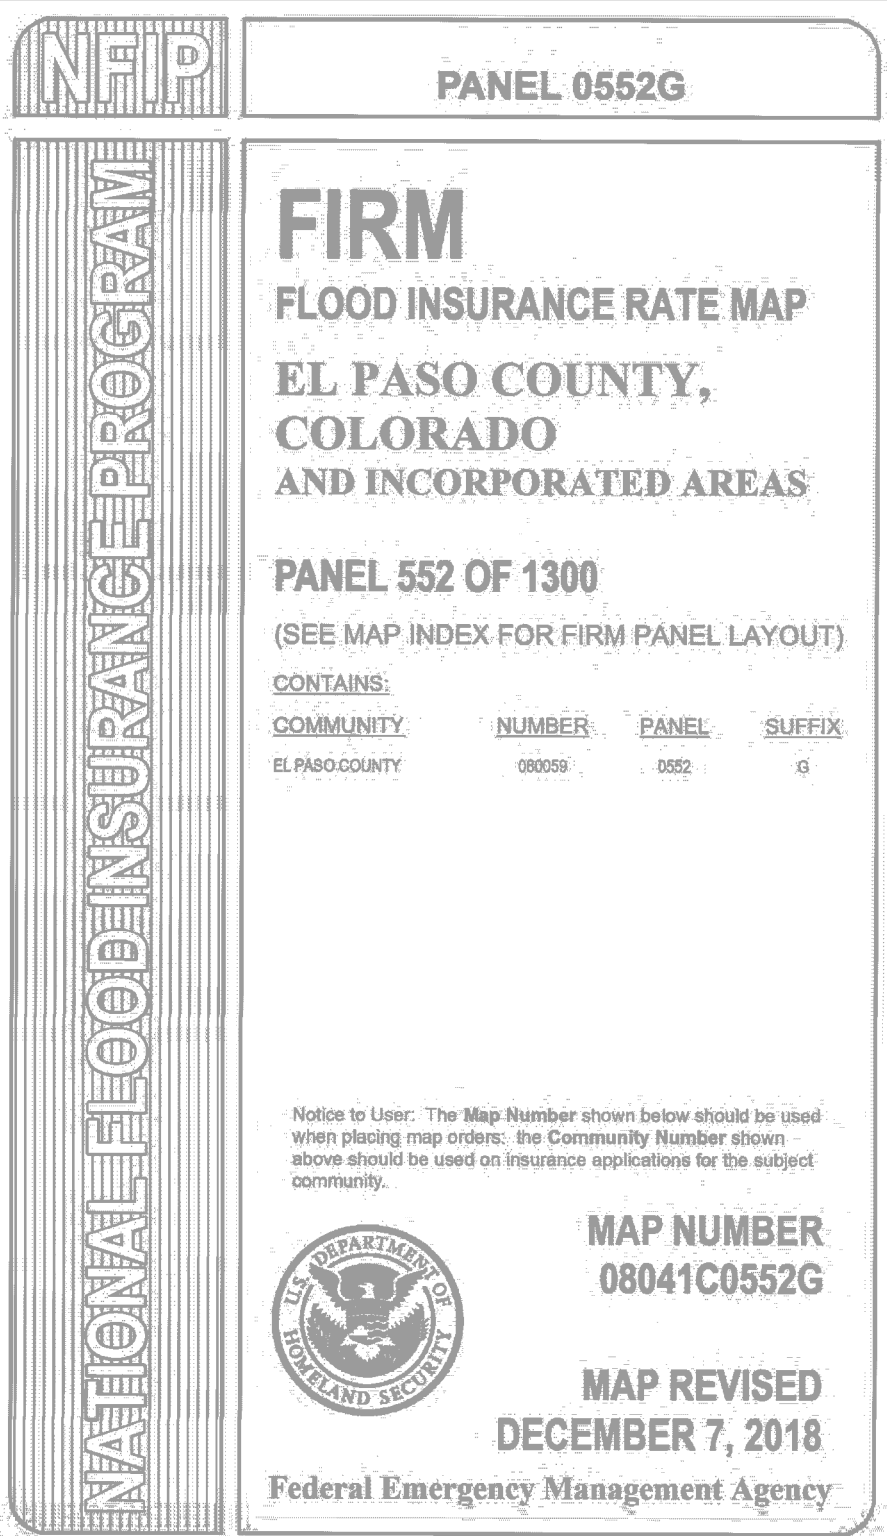 NFIP
PANEL 0552G
NATIONAL FLOOD INSURANCE PROGRAM
FIRM
FLOOD INSURANCE RATE MAP
EL PASO COUNTY,
COLORADO
AND INCORPORATED AREAS
PANEL 552 OF 1300
(SEE MAP INDEX FOR FIRM PANEL LAYOUT)
CONTAINS:
COMMUNITY NUMBER PANEL SUFFIX
EL PASO COUNTY 080059 0552 G
Notice to User: The Map Number shown below should be used
when placing map orders: the Community Number shown
above should be used on insurance applications for the subject
community.
U.S. DEPARTMENT OF
HOMELAND SECURITY
MAP NUMBER
08041C0552G
MAP REVISED
DECEMBER 7, 2018
Federal Emergency Management Agency